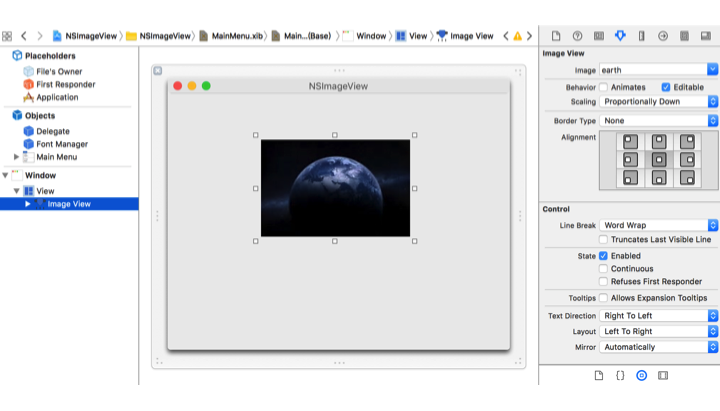 NSImageView NSImageView MainMenu.xib Main...(Base) Window View Image View
Placeholders
File's Owner
First Responder
Application
Objects
Delegate
Font Manager
Main Menu
Window
View
Image View
NSImageView
Image View
Image earth
Behavior Animates Editable
Scaling Proportionally Down
Border Type None
Alignment
Control
Line Break Word Wrap
Truncates Last Visible Line
State Enabled
Continuous
Refuses First Responder
Tooltips Allows Expansion Tooltips
Text Direction Right To Left
Layout Left To Right
Mirror Automatically